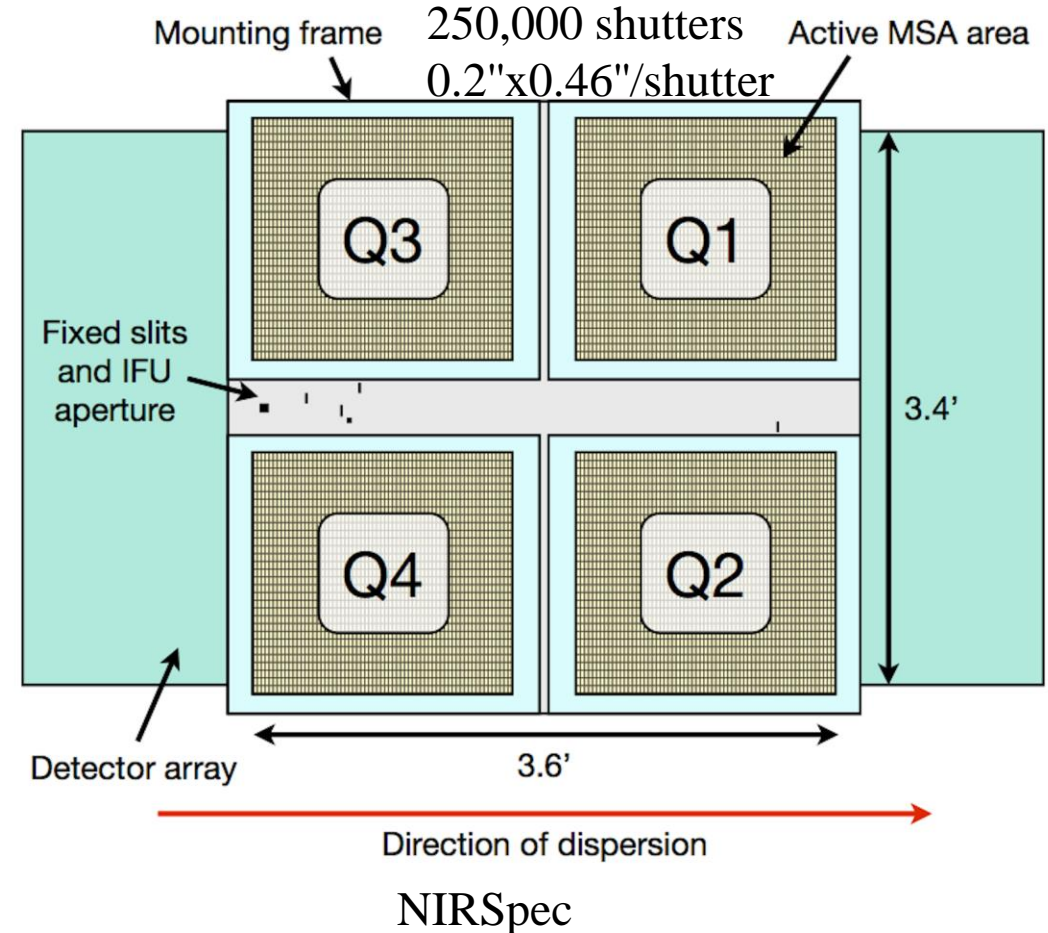 250,000 shutters
0.2"x0.46"/shutter
Mounting frame
Active MSA area
Q3
Q1
Fixed slits
and IFU
aperture
3.4’
Q4
Q2
Detector array
3.6’
Direction of dispersion
NIRSpec